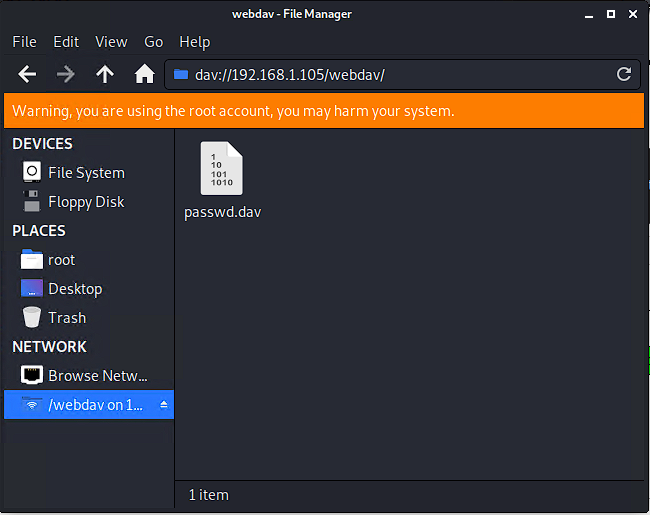 webdav - File Manager
File Edit View Go Help
dav://192.168.1.105/webdav/
Warning, you are using the root account, you may harm your system.
DEVICES
File System
Floppy Disk
PLACES
root
Desktop
Trash
NETWORK
Browse Netw...
/webdav on 1...
1
10
101
1010
passwd.dav
1 item